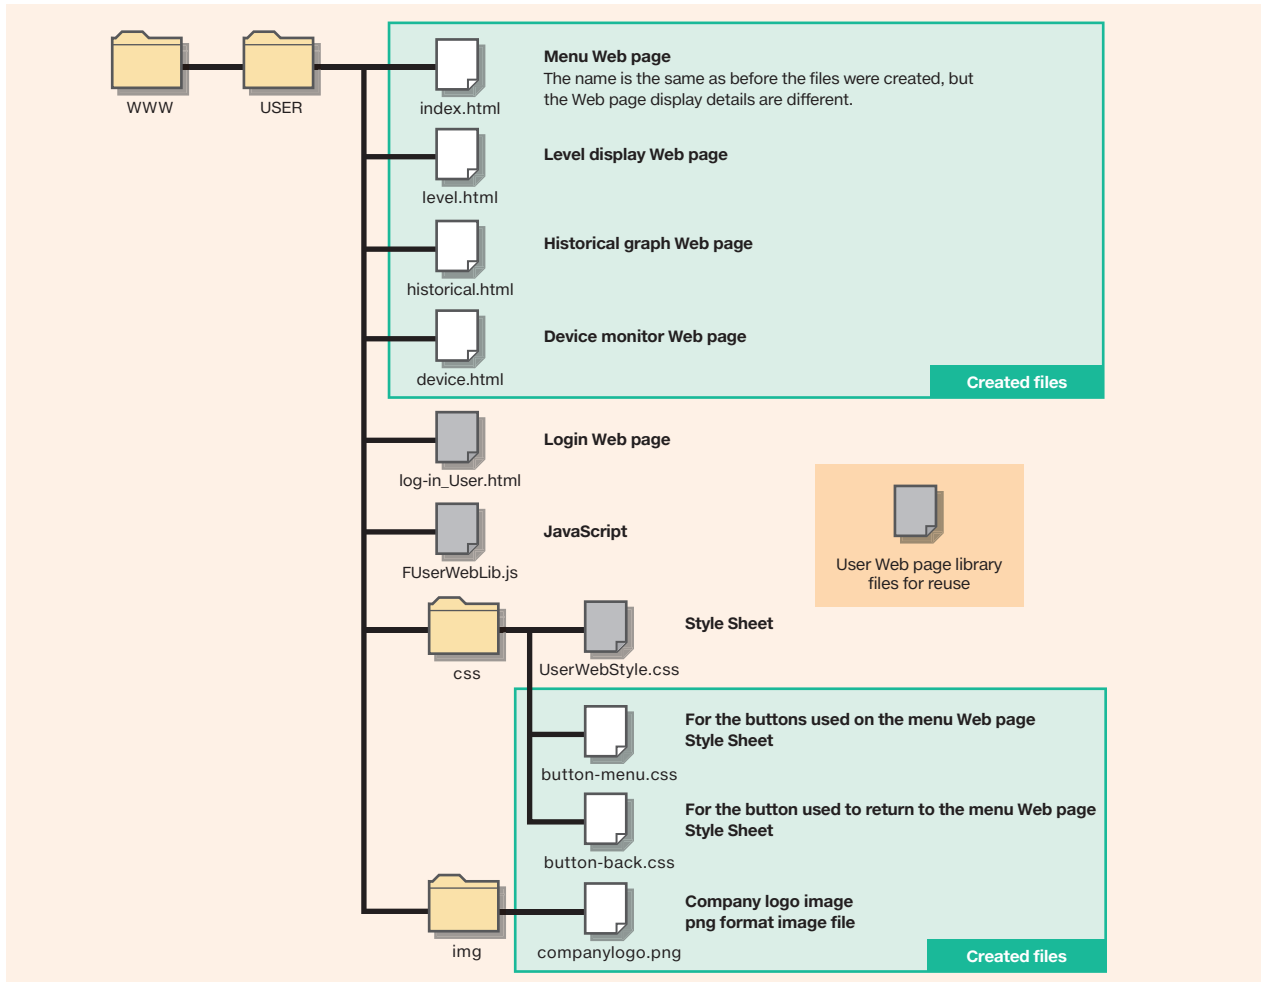 WWW
USER
index.html
Menu Web page
The name is the same as before the files were created, but
the Web page display details are different.
level.html
Level display Web page
historical.html
Historical graph Web page
device.html
Device monitor Web page
Created files
log-in_User.html
Login Web page
FUserWebLib.js
JavaScript
User Web page library
files for reuse
css
UserWebStyle.css
Style Sheet
button-menu.css
For the buttons used on the menu Web page
Style Sheet
button-back.css
For the button used to return to the menu Web page
Style Sheet
img
companylogo.png
Company logo image
png format image file
Created files